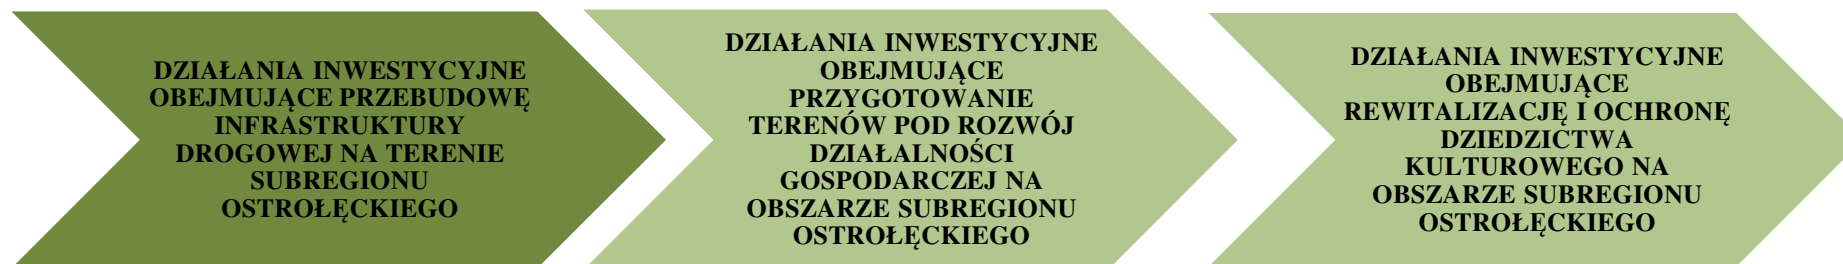 DZIAŁANIA INWESTYCYJNE
OBEJMUJĄCE PRZEBUDOWĘ
INFRASTRUKTURY
DROGOWEJ NA TERENIE
SUBREGIONU
OSTROŁĘCKIEGO
DZIAŁANIA INWESTYCYJNE
OBEJMUJĄCE
PRZYGOTOWANIE
TERENÓW POD ROZWÓJ
DZIAŁALNOŚCI
GOSPODARCZEJ NA
OBSZARZE SUBREGIONU
OSTROŁĘCKIEGO
DZIAŁANIA INWESTYCYJNE
OBEJMUJĄCE
REWITALIZACJĘ I OCHRONĘ
DZIEDZICTWA
KULTUROWEGO NA
OBSZARZE SUBREGIONU
OSTROŁĘCKIEGO